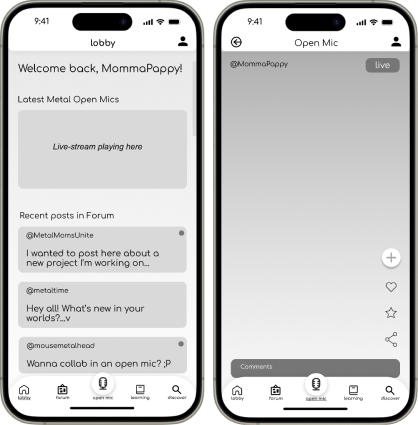 9:41
lobby
Welcome back, MommaPappy!
Latest Metal Open Mics
Live-stream playing here
Recent posts in Forum
@MetalMomsUnite
I wanted to post here about a
new project I'm working on...
@metaltime
Hey all! What's new in your
worlds?...v
@mousemetalhead
Wanna collab in an open mic? ;P
lobby
forum
open mic
learning
discover
9:41
Open Mic
@MommaPappy
live
Comments
lobby
forum
open mic
learning
discover